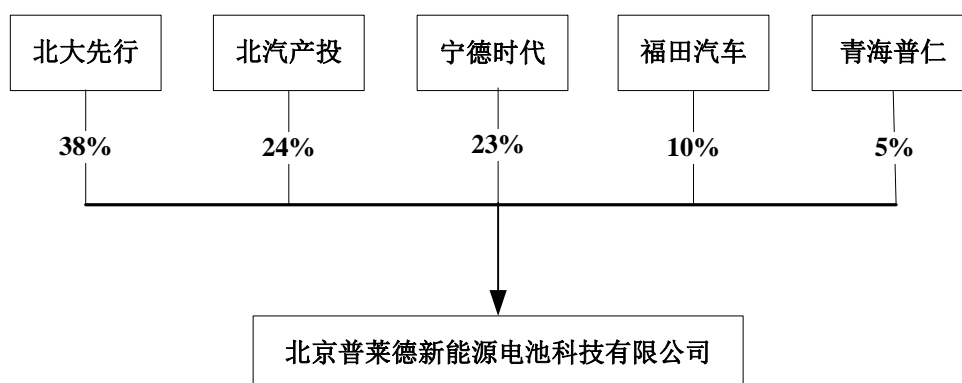 北大先行
北汽产投
宁德时代
福田汽车
青海普仁
38%
24%
23%
10%
5%
北京普莱德新能源电池科技有限公司